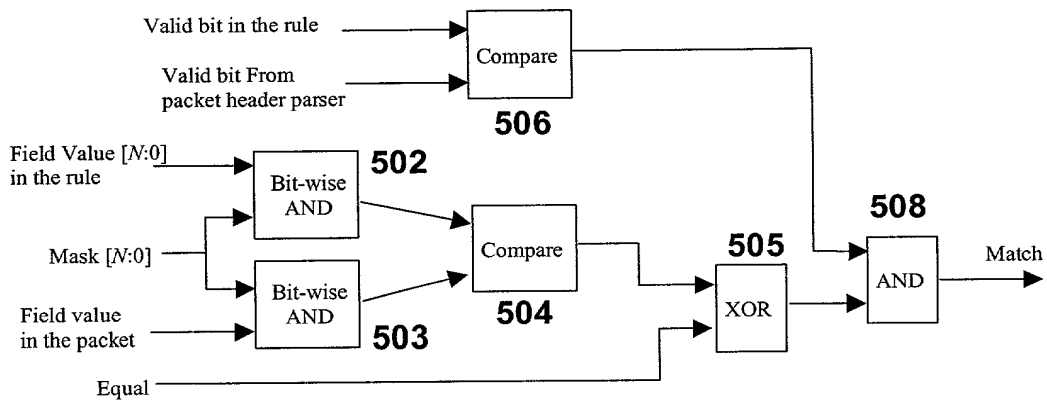 Valid bit in the rule
Valid bit From
packet header parser
Compare
506
Field Value [N:0]
in the rule
502
Bit-wise
AND
Mask [N:0]
Bit-wise
AND
503
Field value
in the packet
Compare
504
505
XOR
508
AND
Match
Equal